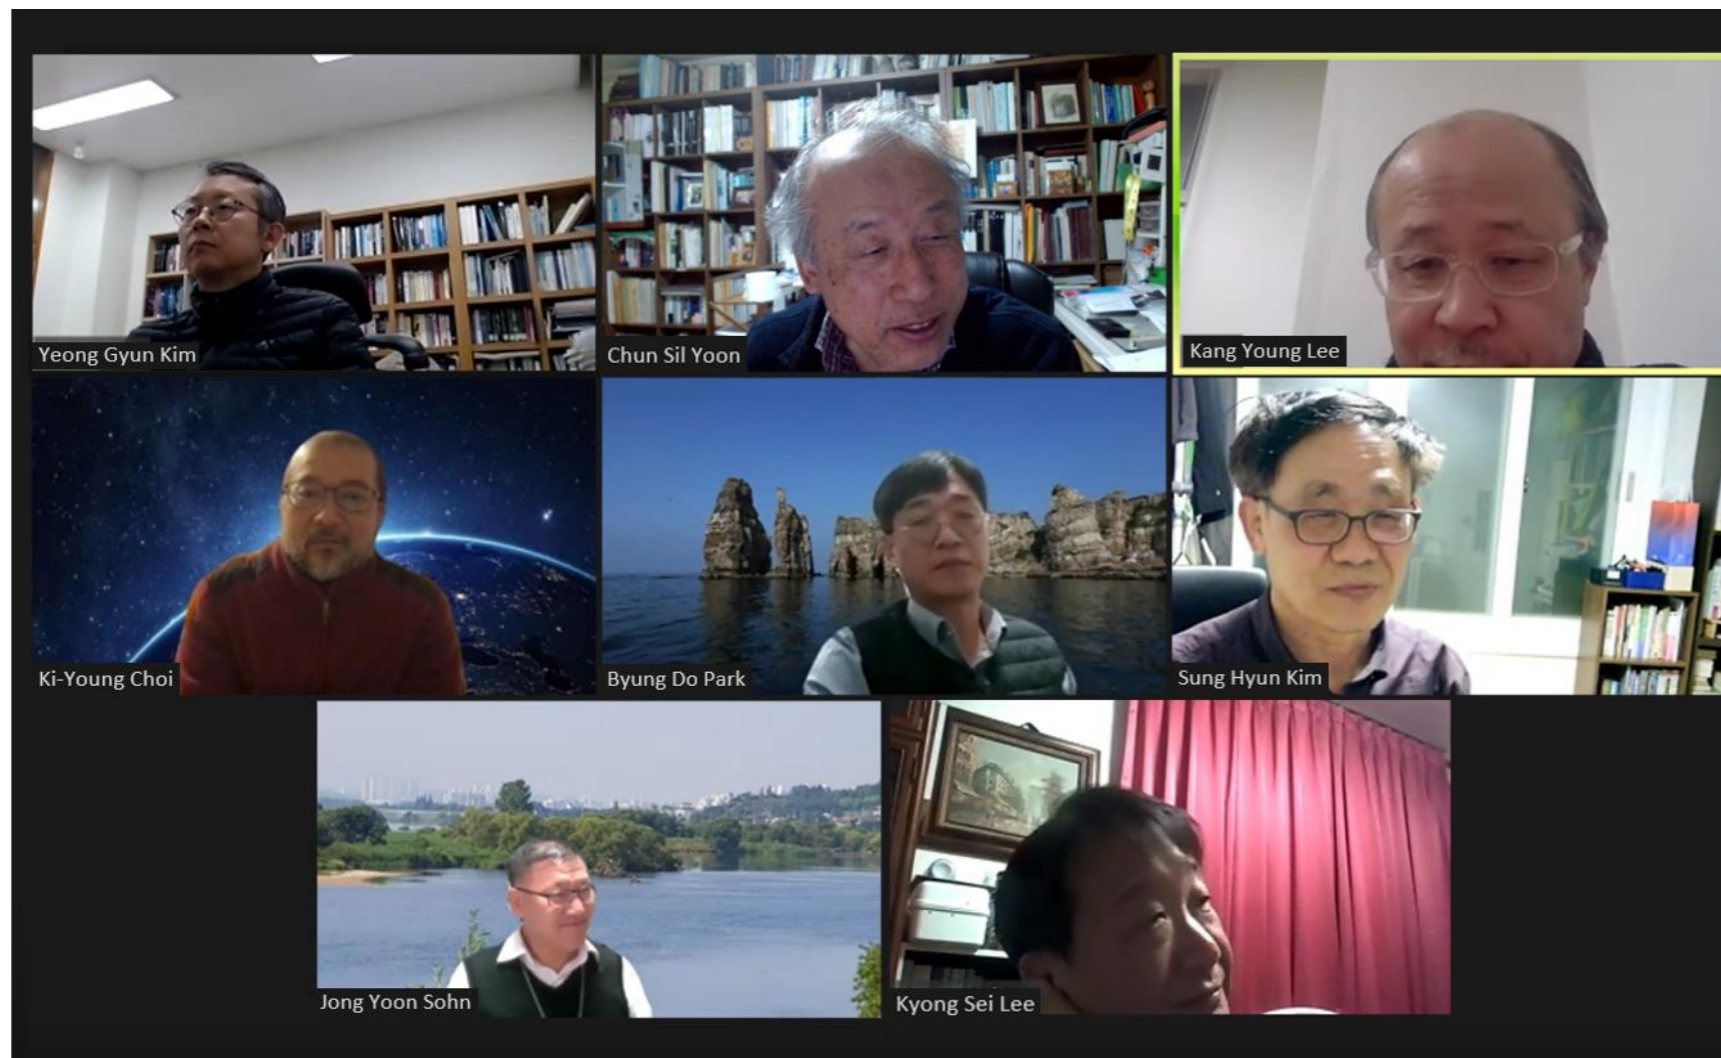 Yeong Gyun Kim
Chun Sil Yoon
Kang Young Lee
Ki-Young Choi
Byung Do Park
Sung Hyun Kim
Jong Yoon Sohn
Kyong Sei Lee